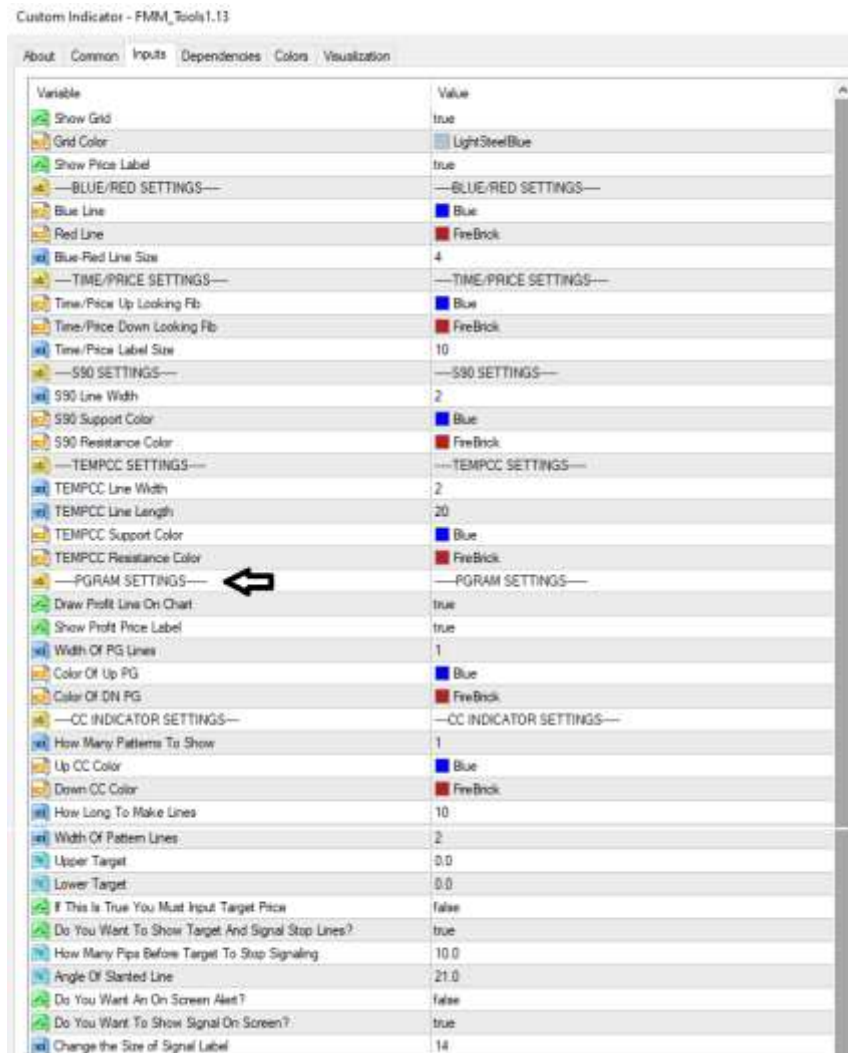 Custom Indicator - FMM_Tools1.13
About Common Inputs Dependencies Colors Visualization
Variable Value
Show Grid true
Grid Color LightSteelBlue
Show Price Label true
----BLUE/RED SETTINGS---- ----BLUE/RED SETTINGS----
Blue Line Blue
Red Line FireBrick
Blue-Red Line Size 4
----TIME/PRICE SETTINGS---- ----TIME/PRICE SETTINGS----
Time/Price Up Looking Fib Blue
Time/Price Down Looking Fib FireBrick
Time/Price Label Size 10
----S90 SETTINGS---- ----S90 SETTINGS----
S90 Line Width 2
S90 Support Color Blue
S90 Resistance Color FireBrick
----TEMPCC SETTINGS---- ----TEMPCC SETTINGS----
TEMPCC Line Width 2
TEMPCC Line Length 20
TEMPCC Support Color Blue
TEMPCC Resistance Color FireBrick
----PGRAM SETTINGS---- ----PGRAM SETTINGS----
Draw Profit Line On Chart true
Show Profit Price Label true
Width Of PG Lines 1
Color Of Up PG Blue
Color Of DN PG FireBrick
---CC INDICATOR SETTINGS--- ---CC INDICATOR SETTINGS---
How Many Patterns To Show 1
Up CC Color Blue
Down CC Color FireBrick
How Long To Make Lines 10
Width Of Pattern Lines 2
Upper Target 0.0
Lower Target 0.0
If This Is True You Must Input Target Price false
Do You Want To Show Target And Signal Stop Lines? true
How Many Pips Before Target To Stop Signaling 10.0
Angle Of Slanted Line 21.0
Do You Want An On Screen Alert? false
Do You Want To Show Signal On Screen? true
Change the Size of Signal Label 14